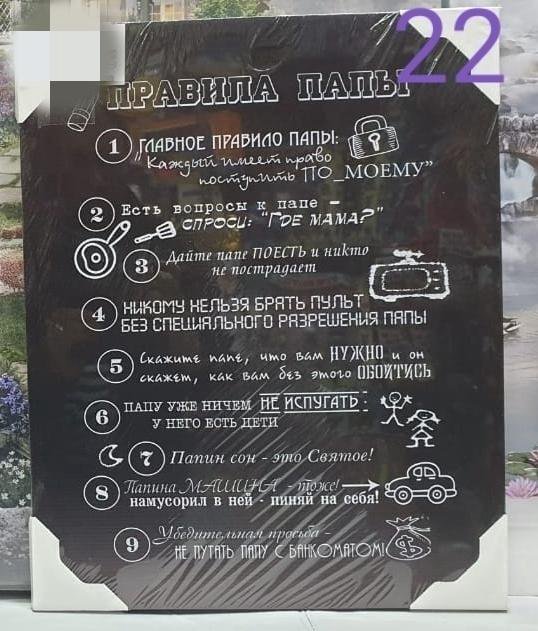 22
ПРАВИЛА ПАПЫ
1 ГЛАВНОЕ ПРАВИЛО ПАПЫ:
"Каждый имеет право
поступить ПО_МОЕМУ"
2 Есть вопросы к папе –
СПРОСИ: "ГДЕ МАМА?"
3 Дайте папе ПОЕСТЬ и никто
не пострадает
4 НИКОМУ НЕЛЬЗЯ БРАТЬ ПУЛЬТ
БЕЗ СПЕЦИАЛЬНОГО РАЗРЕШЕНИЯ ПАПЫ
5 Скажите папе, что вам НУЖНО и он
скажет, как вам без этого ОБОЙТИСЬ
6 ПАПУ УЖЕ НИЧЕМ НЕ ИСПУГАТЬ:
У НЕГО ЕСТЬ ДЕТИ
7 Папин сон - это Святое!
8 Папина МАШИНА - тоже!
намусорил в ней - пиняй на себя!
9 Убедительная просьба -
НЕ ПУТАТЬ ПАПУ С БАНКОМАТОМ!
$